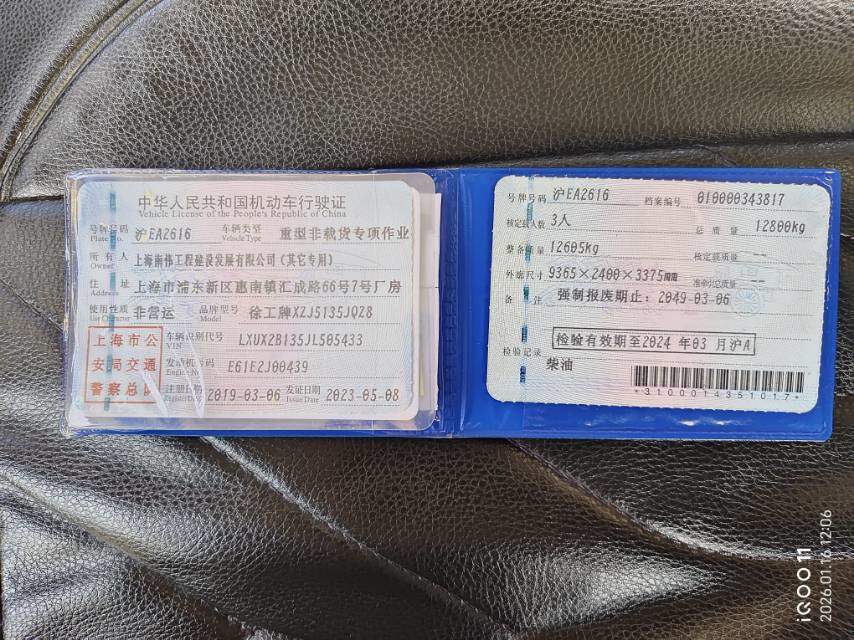 中华人民共和国机动车行驶证
Vehicle License of the People's Republic of China
号牌号码 沪EA2616 车辆类型 重型非载货专项作业
Plate No. Vehicle Type
所有人 上海南韦工程建设发展有限公司(其它专用)
Owner
住址 上海市浦东新区惠南镇汇成路66号7号厂房
Address
使用性质 非营运 品牌型号 徐工牌XZJ5135JQZ8
Use Character Model
上海市公安局交通警察总队
车辆识别代号 LXUX2B135JL505433
VIN
发动机号码 E61E2J00439
Engine No.
注册日期 2019-03-06 发证日期 2023-05-08
Register Date Issue Date
号牌号码 沪EA2616 档案编号 010000343817
核定载人数 3人 总质量 12800kg
整备质量 12605kg 核定载质量 --
外廓尺寸 9365×2400×3375mm 准牵引总质量 --
备注 强制报废期止:2049-03-06
检验记录 检验有效期至2024年03月沪A
柴油
*3100014351017*
iQOO 11
2026.01.16 12:06